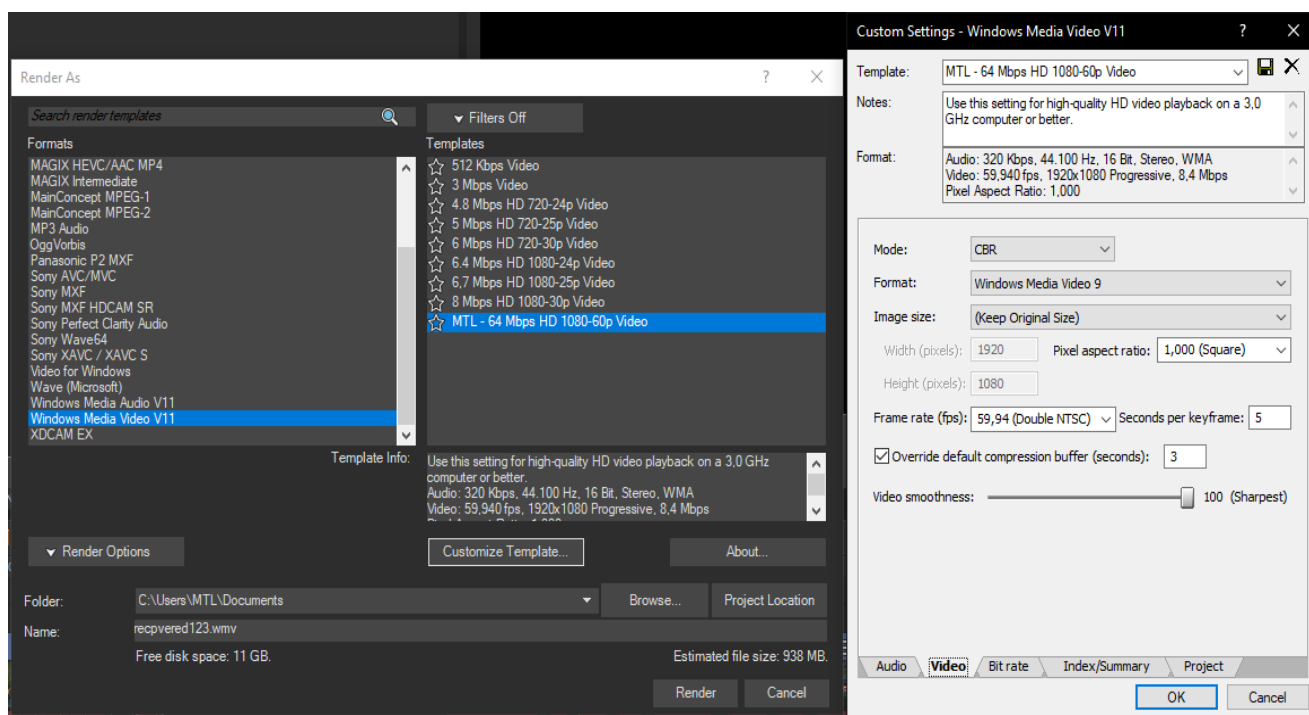 Render As
? ×
Search render templates
Filters Off
Formats
MAGIX HEVC/AAC MP4
MAGIX Intermediate
MainConcept MPEG-1
MainConcept MPEG-2
MP3 Audio
OggVorbis
Panasonic P2 MXF
Sony AVC/MVC
Sony MXF
Sony MXF HDCAM SR
Sony Perfect Clarity Audio
Sony Wave64
Sony XAVC / XAVC S
Video for Windows
Wave (Microsoft)
Windows Media Audio V11
Windows Media Video V11
XDCAM EX
Templates
512 Kbps Video
3 Mbps Video
4.8 Mbps HD 720-24p Video
5 Mbps HD 720-25p Video
6 Mbps HD 720-30p Video
6.4 Mbps HD 1080-24p Video
6,7 Mbps HD 1080-25p Video
8 Mbps HD 1080-30p Video
MTL - 64 Mbps HD 1080-60p Video
Template Info:
Use this setting for high-quality HD video playback on a 3,0 GHz
computer or better.
Audio: 320 Kbps, 44.100 Hz, 16 Bit, Stereo, WMA
Video: 59,940 fps, 1920x1080 Progressive, 8,4 Mbps
Render Options
Customize Template...
About...
Folder:
C:\Users\MTL\Documents
Browse...
Project Location
Name:
recpvered123.wmv
Free disk space: 11 GB.
Estimated file size: 938 MB.
Render
Cancel
Custom Settings - Windows Media Video V11
? ×
Template:
MTL - 64 Mbps HD 1080-60p Video
Notes:
Use this setting for high-quality HD video playback on a 3,0
GHz computer or better.
Format:
Audio: 320 Kbps, 44.100 Hz, 16 Bit, Stereo, WMA
Video: 59,940 fps, 1920x1080 Progressive, 8,4 Mbps
Pixel Aspect Ratio: 1,000
Mode:
CBR
Format:
Windows Media Video 9
Image size:
(Keep Original Size)
Width (pixels):
1920
Pixel aspect ratio:
1,000 (Square)
Height (pixels):
1080
Frame rate (fps):
59,94 (Double NTSC)
Seconds per keyframe:
5
Override default compression buffer (seconds):
3
Video smoothness:
100 (Sharpest)
Audio
Video
Bit rate
Index/Summary
Project
OK
Cancel